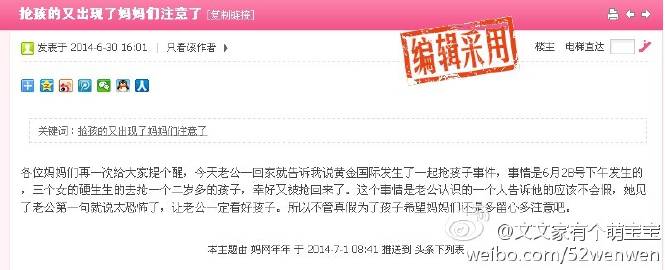 抢孩的又出现了妈妈们注意了 [复制链接]
发表于 2014-6-30 16:01 | 只看该作者
楼主 电梯直达
编辑采用
关键词：抢孩的又出现了妈妈们注意了
各位妈妈们再一次给大家提个醒，今天老公一回家就告诉我说黄金国际发生了一起抢孩子事件，事情是6月28号下午发生的
，三个女的硬生生的去抢一个二岁多的孩子，幸好又被抢回来了。这个事情是老公认识的一个人告诉他的应该不会假，她见
了老公第一句就说太恐怖了，让老公一定看好孩子。所以不管真假为了孩子希望妈妈们还是多留心多注意吧。
本主题由 妈网年年 于 2014-7-1 08:41 推送到 头条下列表
@文文家有个萌宝宝
weibo.com/52wenwen